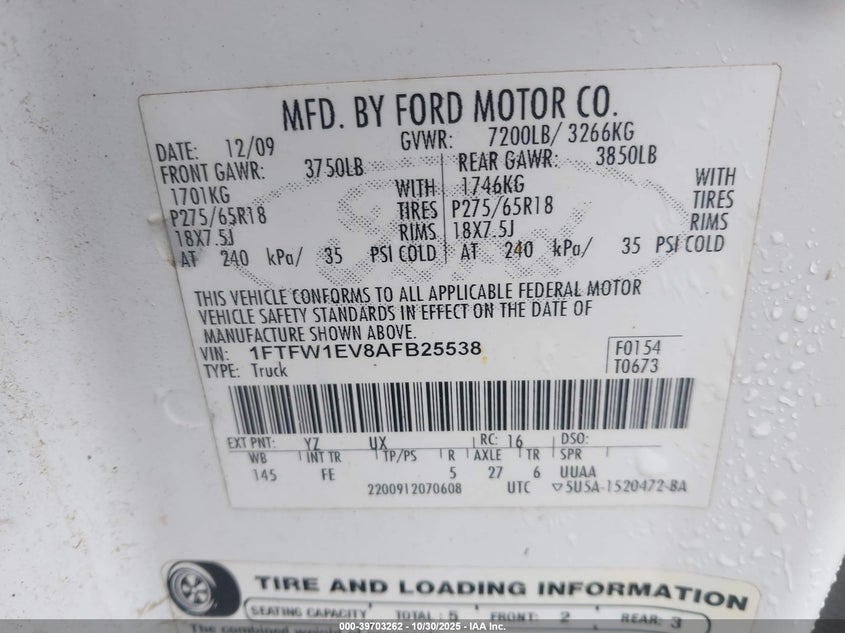 MFD. BY FORD MOTOR CO.
DATE: 12/09 GVWR: 7200LB/ 3266KG
FRONT GAWR: 3750LB REAR GAWR: 3850LB
1701KG WITH 1746KG WITH
P275/65R18 TIRES P275/65R18 TIRES
18X7.5J RIMS 18X7.5J RIMS
AT 240 kPa/ 35 PSI COLD AT 240 kPa/ 35 PSI COLD
THIS VEHICLE CONFORMS TO ALL APPLICABLE FEDERAL MOTOR
VEHICLE SAFETY STANDARDS IN EFFECT ON THE DATE OF
MANUFACTURE SHOWN ABOVE.
VIN: 1FTFW1EV8AFB25538 F0154
TYPE: Truck T0673
EXT PNT: YZ UX RC: 16 DSO:
WB INT TR TP/PS R AXLE TR SPR
145 FE 5 27 6 UUAA
2200912070608 UTC ▽5U5A-1520472-BA
TIRE AND LOADING INFORMATION
SEATING CAPACITY TOTAL : 5 FRONT: 2 REAR: 3
The combined
000-39703262 - 10/30/2025 - IAA Inc.